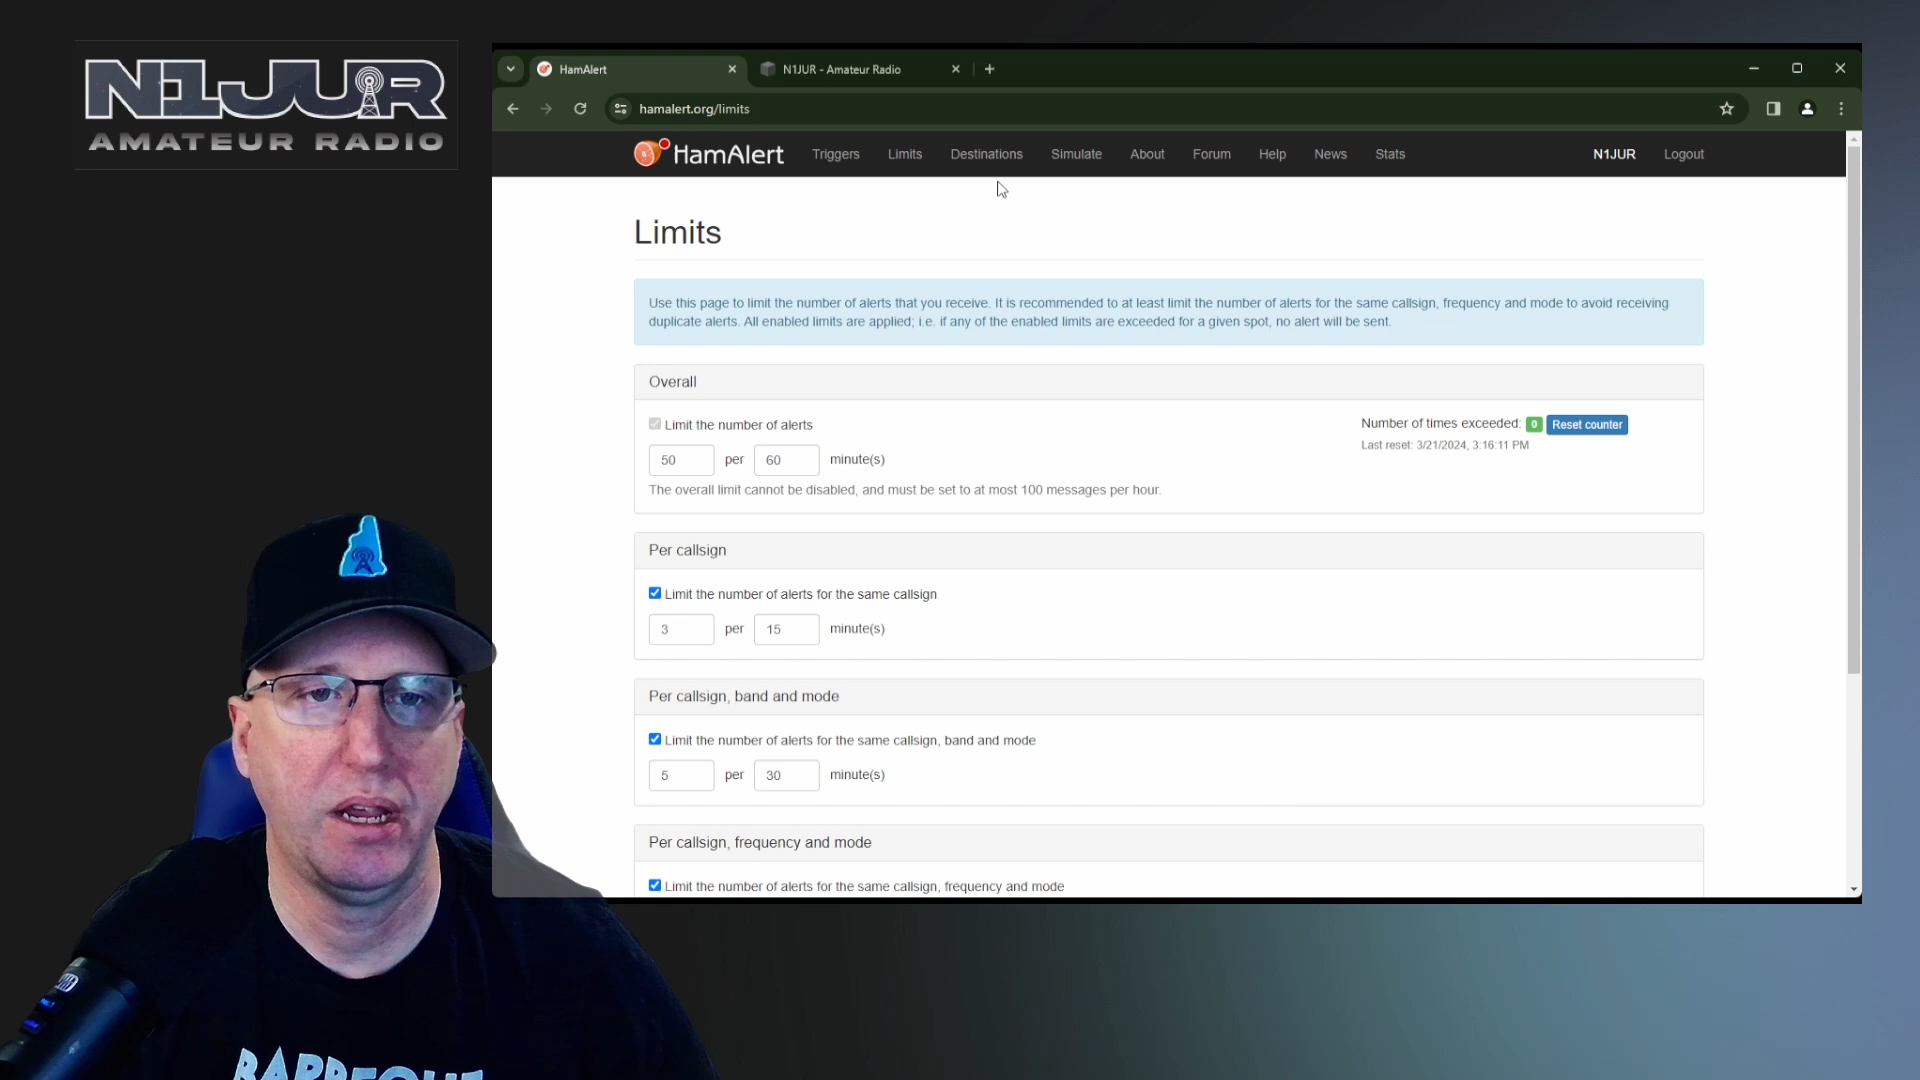 N1JUR
AMATEUR RADIO
HamAlert
N1JUR - Amateur Radio
hamalert.org/limits
HamAlert Triggers Limits Destinations Simulate About Forum Help News Stats N1JUR Logout
Limits
Use this page to limit the number of alerts that you receive. It is recommended to at least limit the number of alerts for the same callsign, frequency and mode to avoid receiving
duplicate alerts. All enabled limits are applied; i.e. if any of the enabled limits are exceeded for a given spot, no alert will be sent.
Overall
Limit the number of alerts
Number of times exceeded: 0 Reset counter
Last reset: 3/21/2024, 3:16:11 PM
50 per 60 minute(s)
The overall limit cannot be disabled, and must be set to at most 100 messages per hour.
Per callsign
Limit the number of alerts for the same callsign
3 per 15 minute(s)
Per callsign, band and mode
Limit the number of alerts for the same callsign, band and mode
5 per 30 minute(s)
Per callsign, frequency and mode
Limit the number of alerts for the same callsign, frequency and mode
BARBEQUE